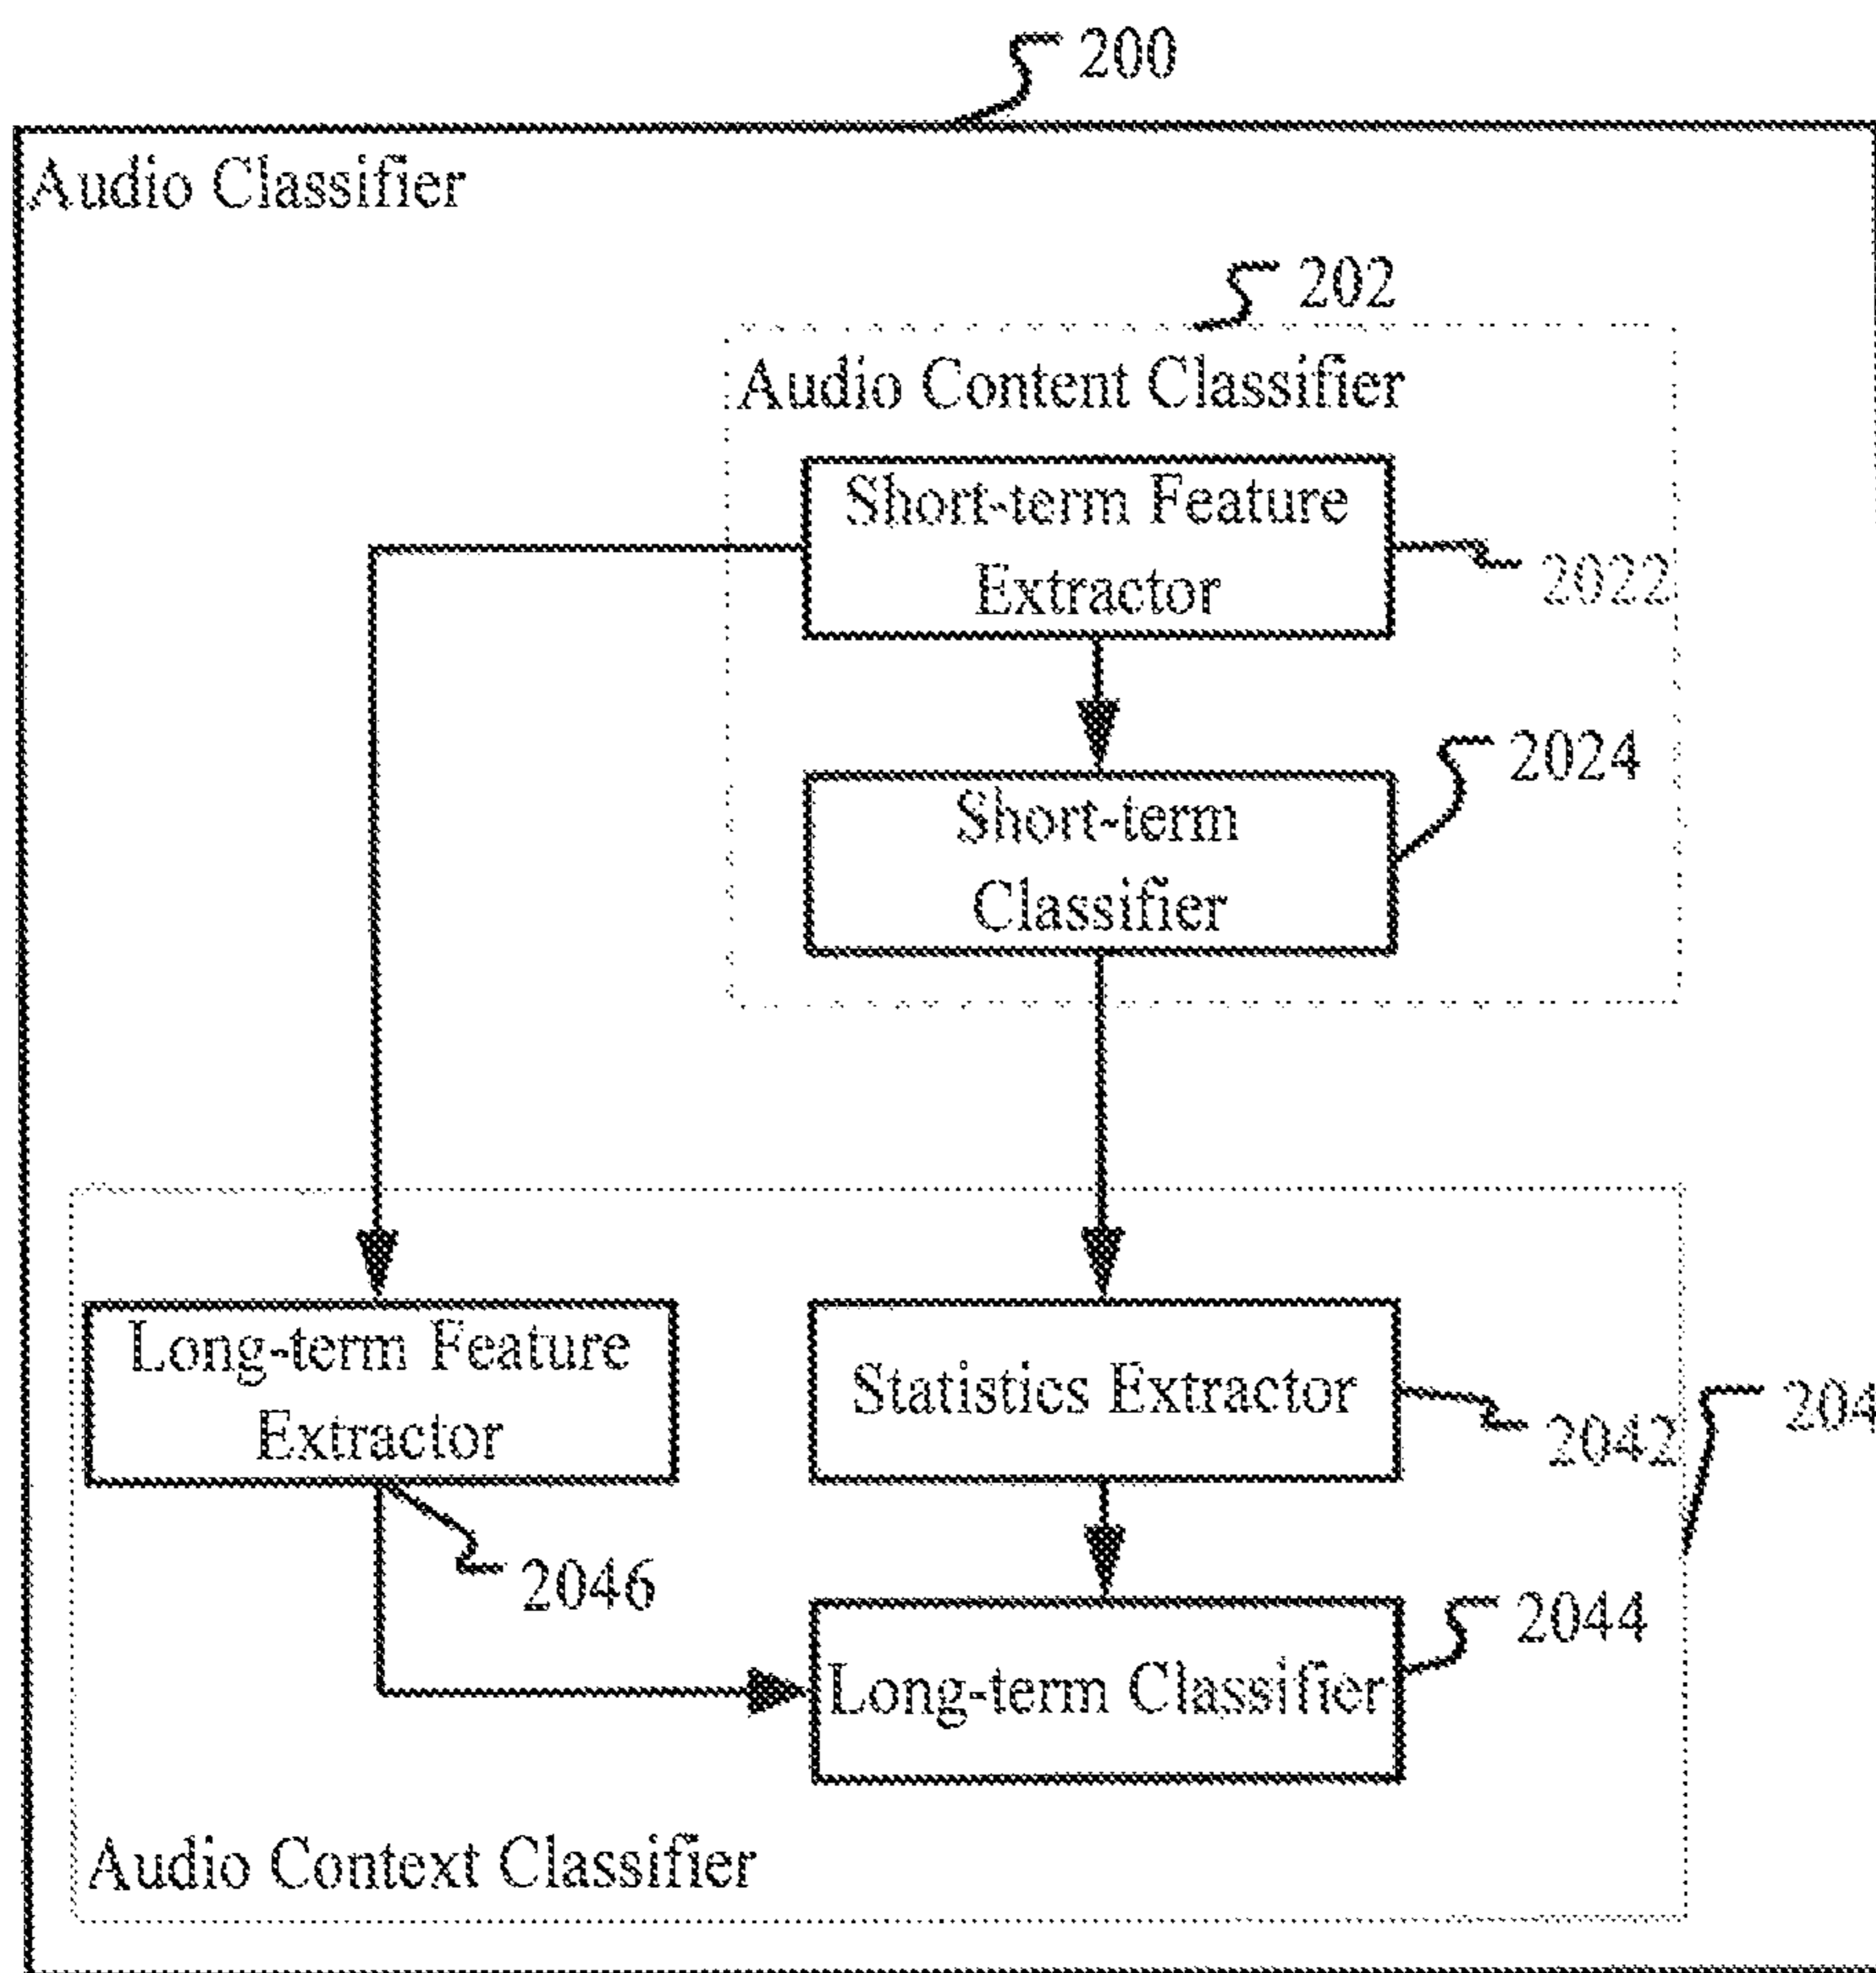 200
Audio Classifier
202
Audio Content Classifier
Short-term Feature
Extractor
2022
2024
Short-term
Classifier
Long-term Feature
Extractor
Statistics Extractor
2042
204
2046
2044
Long-term Classifier
Audio Context Classifier